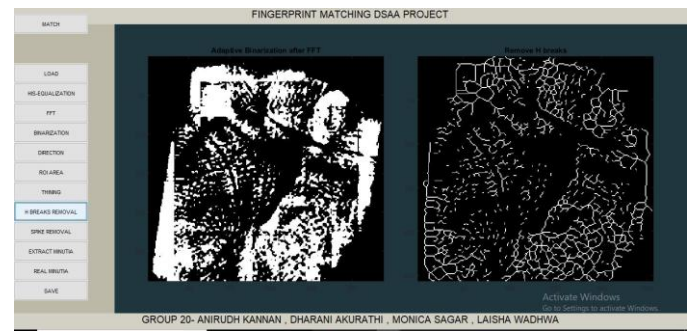 FINGERPRINT MATCHING DSAA PROJECT
MATCH
Adaptive Binarisation after FFT
Remove H breaks
LOAD
HIS-EQUALIZATION
FFT
BINARIZATION
DIRECTION
ROI AREA
THINING
H BREAKS REMOVAL
SPIKE REMOVAL
EXTRACT MINUTIA
REAL MINUTIA
SAVE
Activate Windows
Go to Settings to activate Windows.
GROUP 20- ANIRUDH KANNAN , DHARANI AKURATHI , MONICA SAGAR , LAISHA WADHWA